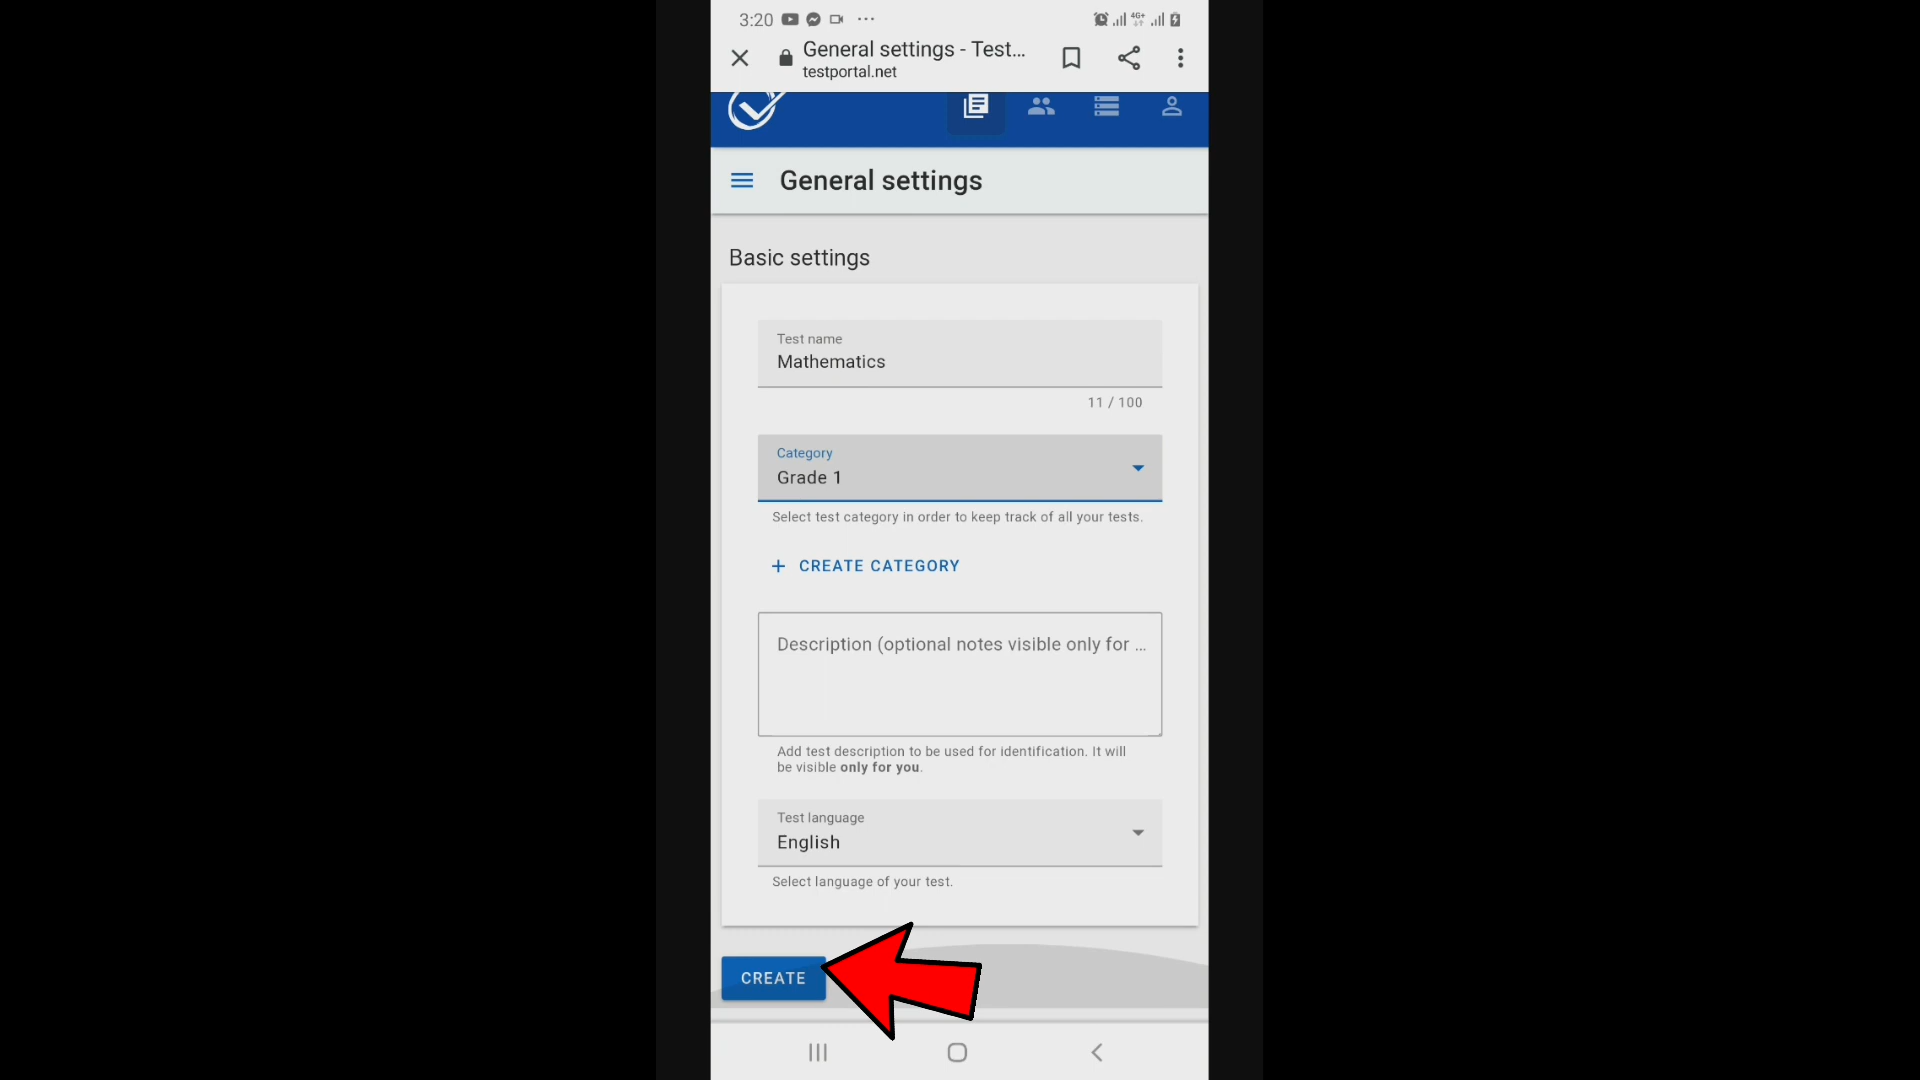 3:20
4G+
General settings - Test...
testportal.net
General settings
Basic settings
Test name
Mathematics
11 / 100
Category
Grade 1
Select test category in order to keep track of all your tests.
+ CREATE CATEGORY
Description (optional notes visible only for ...
Add test description to be used for identification. It will
be visible only for you.
Test language
English
Select language of your test.
CREATE